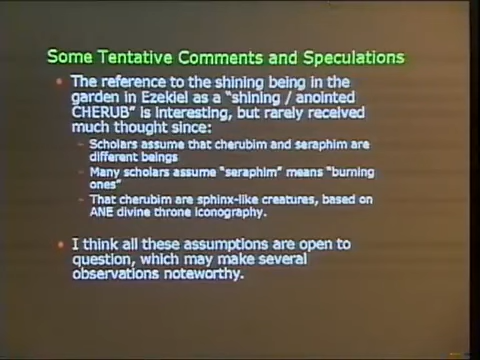 Some Tentative Comments and Speculations
• The reference to the shining being in the
garden in Ezekiel as a "shining / anointed
CHERUB" is interesting, but rarely received
much thought since:
– Scholars assume that cherubim and seraphim are
different beings
– Many scholars assume "seraphim" means "burning
ones"
– That cherubim are sphinx-like creatures, based on
ANE divine throne iconography.
• I think all these assumptions are open to
question, which may make several
observations noteworthy.